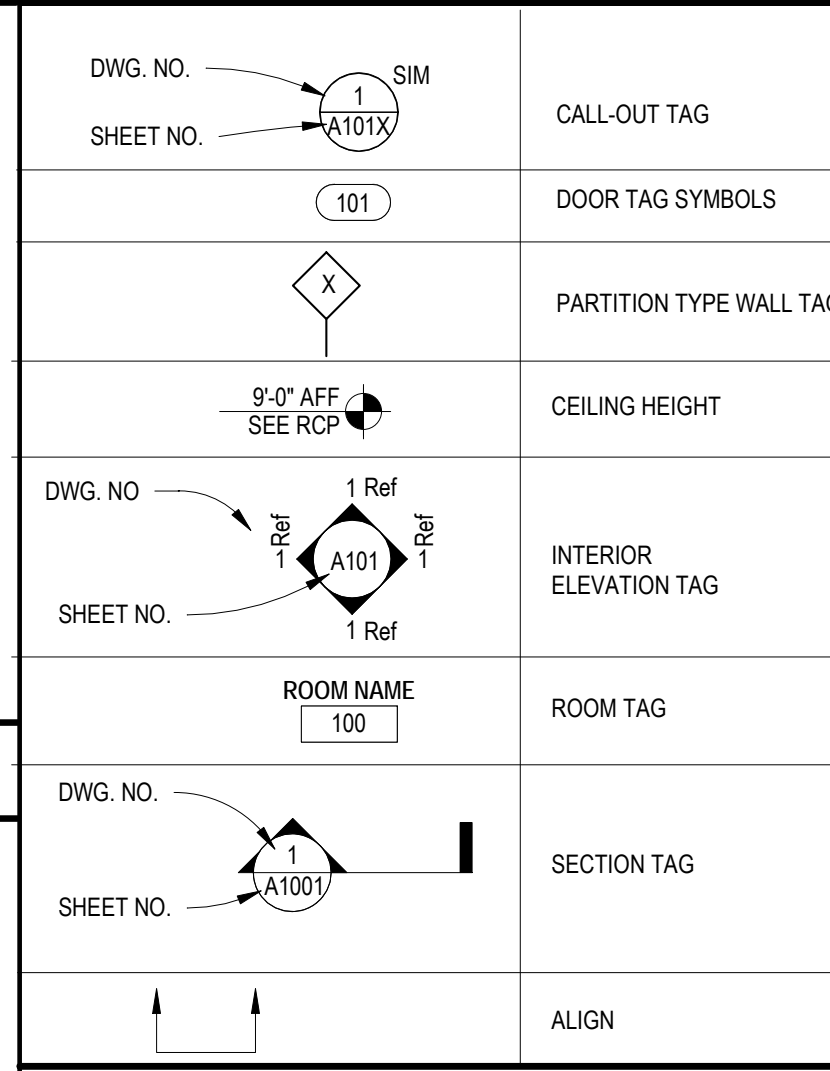 DWG. NO.
SIM
1
A101X
SHEET NO.
CALL-OUT TAG
101
DOOR TAG SYMBOLS
X
PARTITION TYPE WALL TAG
9'-0" AFF
SEE RCP
CEILING HEIGHT
DWG. NO
1 Ref
1 Ref
A101
1 Ref
SHEET NO.
1 Ref
INTERIOR
ELEVATION TAG
ROOM NAME
100
ROOM TAG
DWG. NO.
1
A1001
SHEET NO.
SECTION TAG
ALIGN